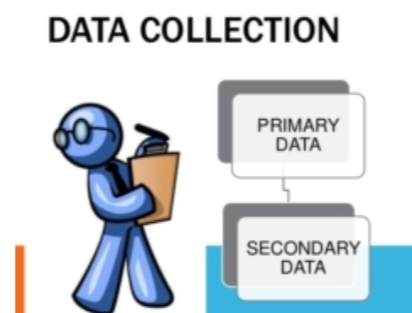 DATA COLLECTION
PRIMARY
DATA
SECONDARY
DATA